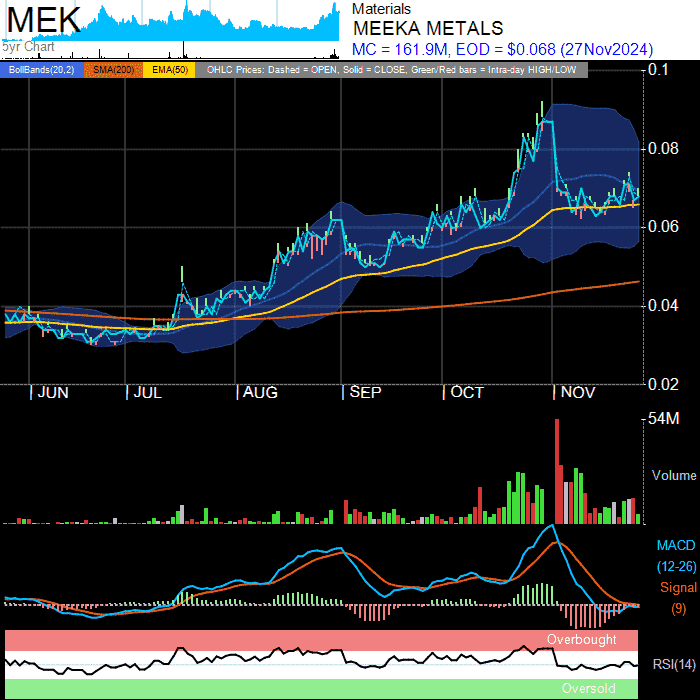 MEK
5yr Chart
Materials
MEEKA METALS
MC = 161.9M, EOD = $0.068 (27Nov2024)
BollBands(20,2) SMA(200) EMA(50) OHLC Prices: Dashed = OPEN, Solid = CLOSE, Green/Red bars = Intra-day HIGH/LOW
0.1
0.08
0.06
0.04
0.02
JUN JUL AUG SEP OCT NOV
54M
Volume
MACD
(12-26)
Signal
(9)
Overbought
RSI(14)
Oversold